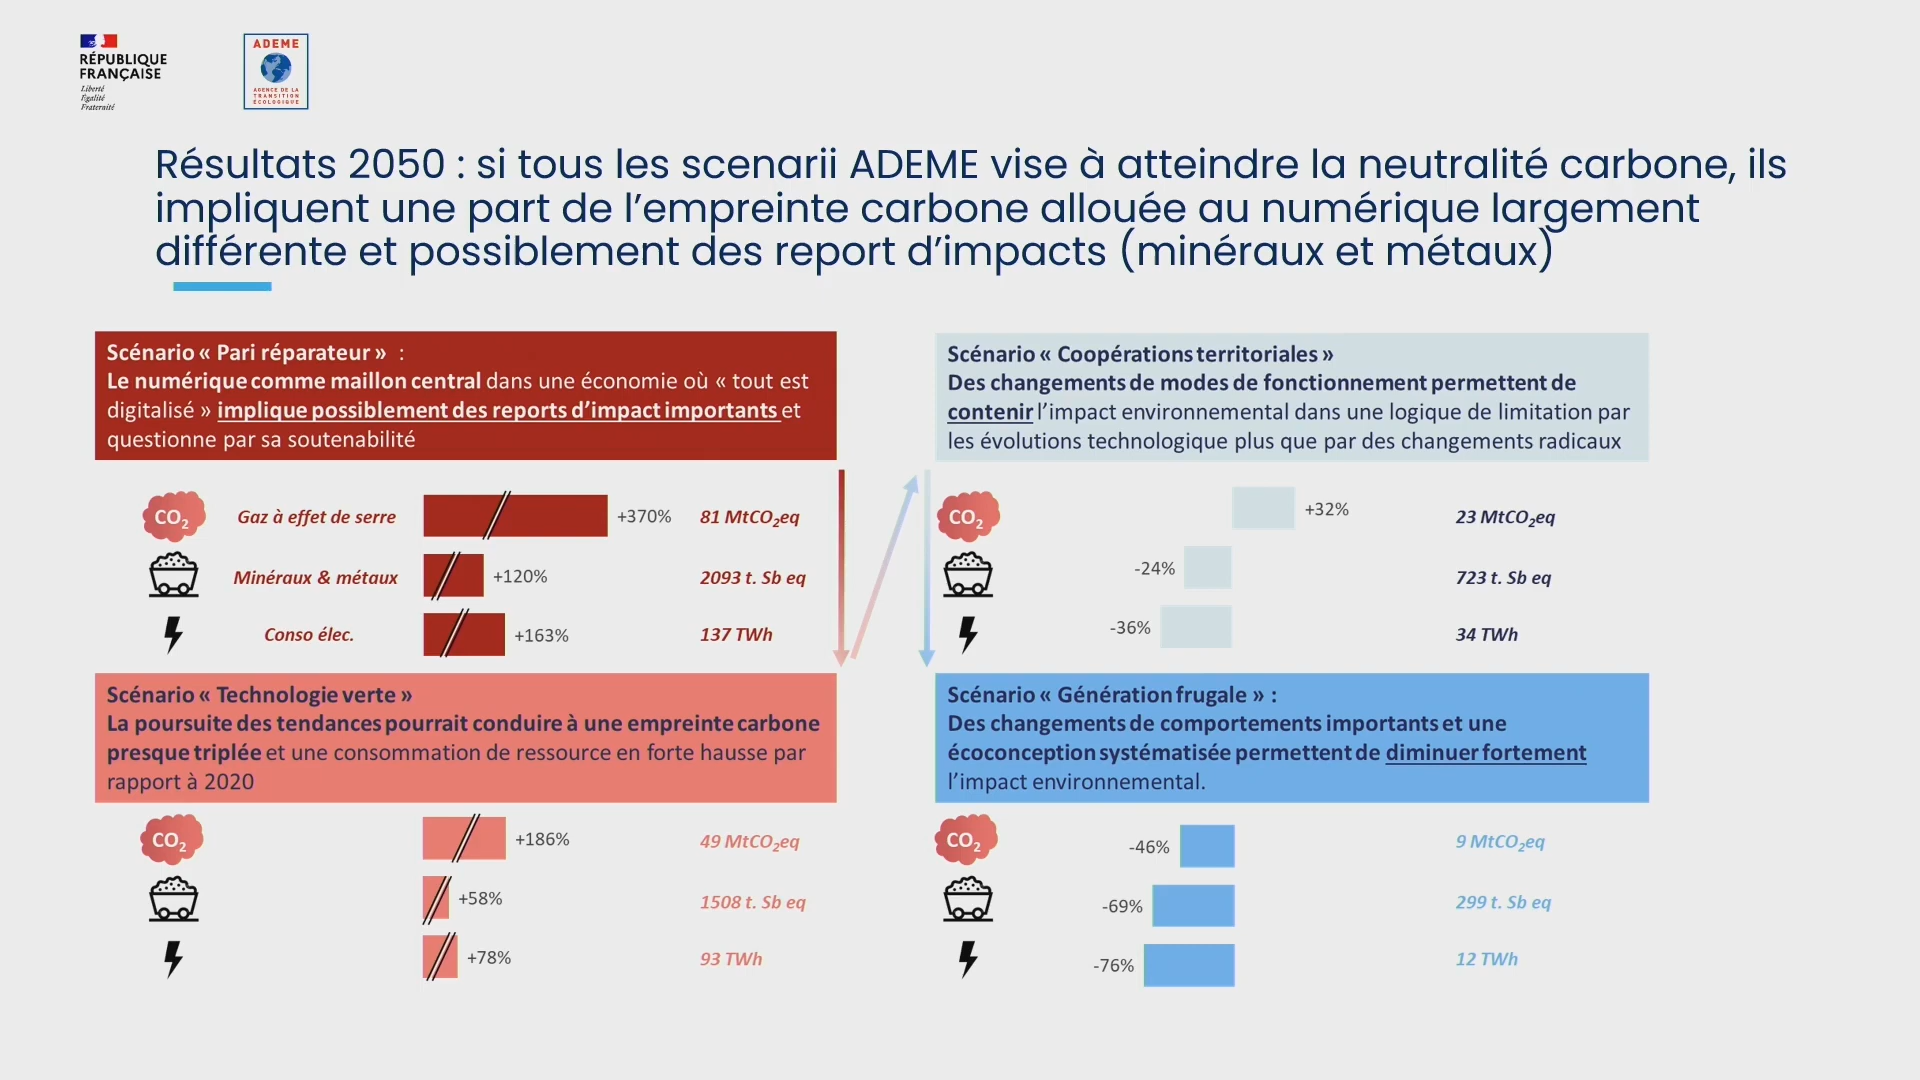 RÉPUBLIQUE
FRANÇAISE
Liberté
Égalité
Fraternité
ADEME
AGENCE DE LA
TRANSITION
ÉCOLOGIQUE
Résultats 2050 : si tous les scenarii ADEME vise à atteindre la neutralité carbone, ils
impliquent une part de l’empreinte carbone allouée au numérique largement
différente et possiblement des report d’impacts (minéraux et métaux)
Scénario « Pari réparateur » :
Le numérique comme maillon central dans une économie où « tout est
digitalisé » implique possiblement des reports d’impact importants et
questionne par sa soutenabilité
CO₂ Gaz à effet de serre +370% 81 MtCO₂eq
Minéraux & métaux +120% 2093 t. Sb eq
Conso élec. +163% 137 TWh
Scénario « Technologie verte »
La poursuite des tendances pourrait conduire à une empreinte carbone
presque triplée et une consommation de ressource en forte hausse par
rapport à 2020
CO₂ +186% 49 MtCO₂eq
+58% 1508 t. Sb eq
+78% 93 TWh
Scénario « Coopérations territoriales »
Des changements de modes de fonctionnement permettent de
contenir l’impact environnemental dans une logique de limitation par
les évolutions technologique plus que par des changements radicaux
CO₂ +32% 23 MtCO₂eq
-24% 723 t. Sb eq
-36% 34 TWh
Scénario « Génération frugale » :
Des changements de comportements importants et une
écoconception systématisée permettent de diminuer fortement
l’impact environnemental.
CO₂ -46% 9 MtCO₂eq
-69% 299 t. Sb eq
-76% 12 TWh